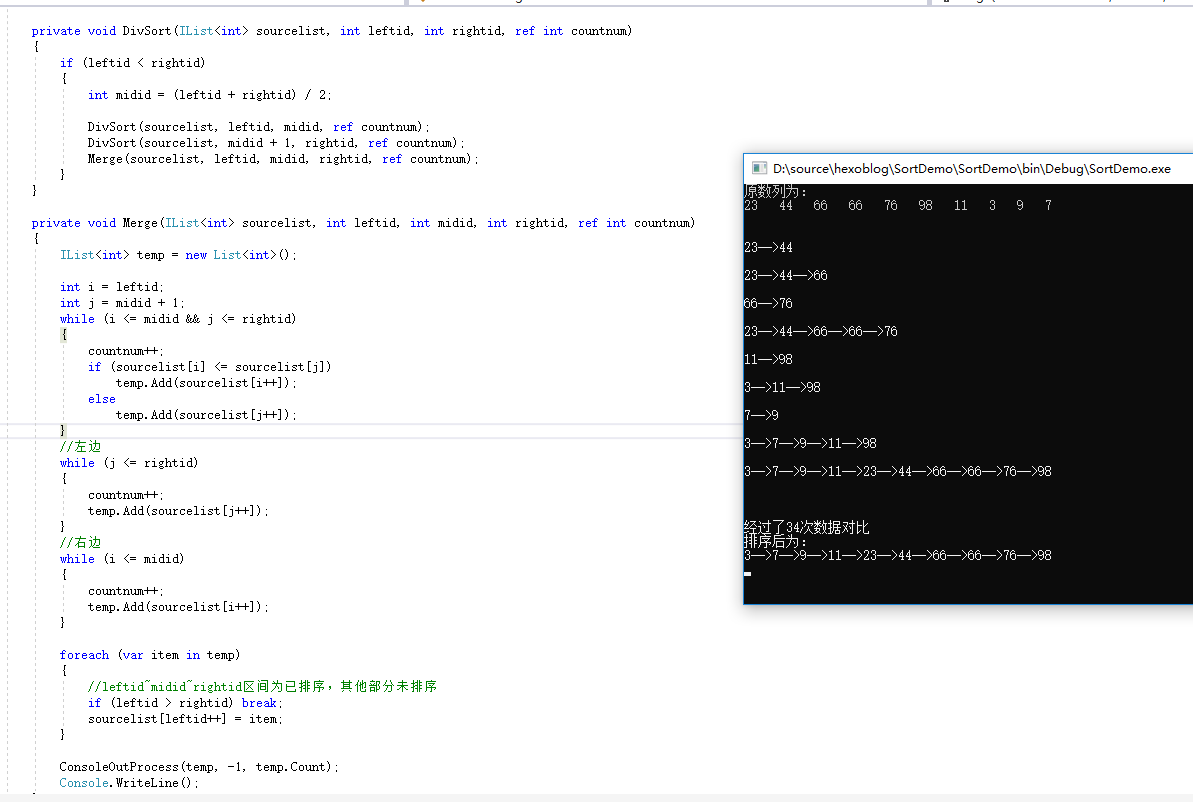 private void DivSort(IList<int> sourcelist, int leftid, int rightid, ref int countnum)
{
if (leftid < rightid)
{
int midid = (leftid + rightid) / 2;
DivSort(sourcelist, leftid, midid, ref countnum);
DivSort(sourcelist, midid + 1, rightid, ref countnum);
Merge(sourcelist, leftid, midid, rightid, ref countnum);
}
}
private void Merge(IList<int> sourcelist, int leftid, int midid, int rightid, ref int countnum)
{
IList<int> temp = new List<int>();
int i = leftid;
int j = midid + 1;
while (i <= midid && j <= rightid)
{
countnum++;
if (sourcelist[i] <= sourcelist[j])
temp.Add(sourcelist[i++]);
else
temp.Add(sourcelist[j++]);
}
//左边
while (j <= rightid)
{
countnum++;
temp.Add(sourcelist[j++]);
}
//右边
while (i <= midid)
{
countnum++;
temp.Add(sourcelist[i++]);
}
foreach (var item in temp)
{
//leftid~midid~rightid区间为已排序，其他部分未排序
if (leftid > rightid) break;
sourcelist[leftid++] = item;
}
ConsoleOutProcess(temp, -1, temp.Count);
Console.WriteLine();
D:\source\hexoblog\SortDemo\SortDemo\bin\Debug\SortDemo.exe
原数列为：
23 44 66 66 76 98 11 3 9 7
23—>44
23—>44—>66
66—>76
23—>44—>66—>66—>76
11—>98
3—>11—>98
7—>9
3—>7—>9—>11—>98
3—>7—>9—>11—>23—>44—>66—>66—>76—>98
经过了34次数据对比
排序后为：
3—>7—>9—>11—>23—>44—>66—>66—>76—>98